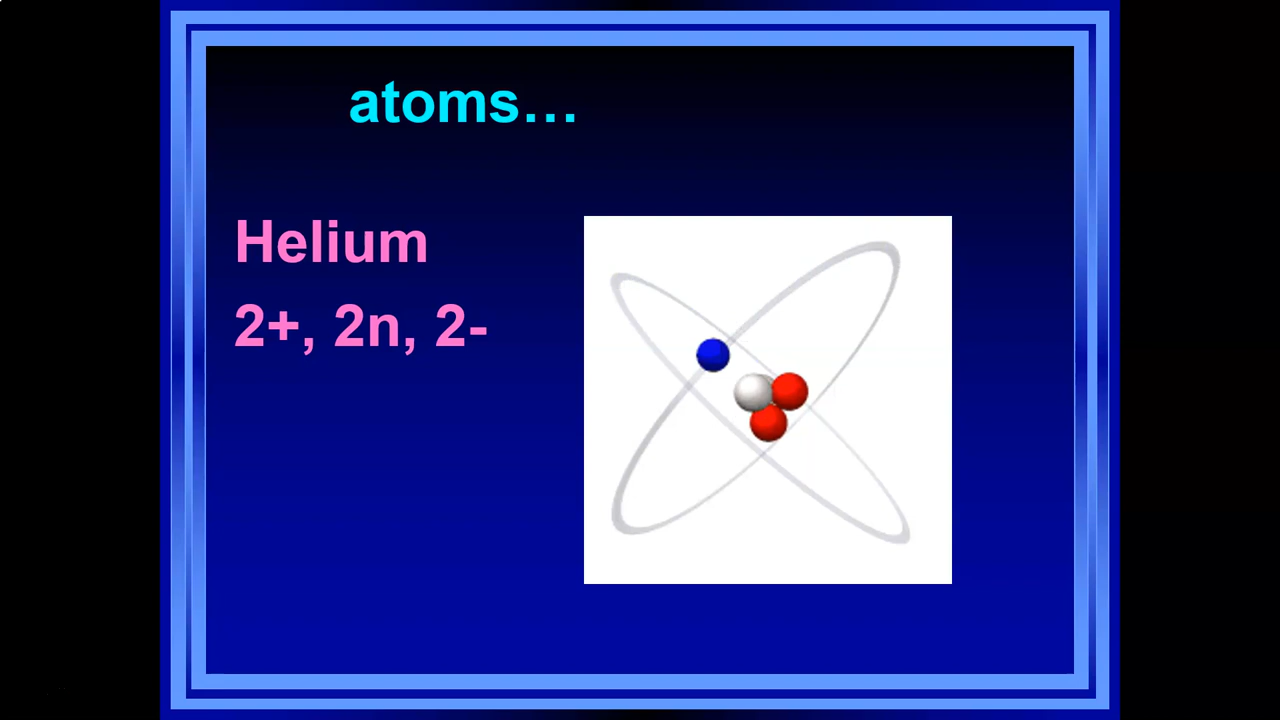 atoms…
Helium
2+, 2n, 2-